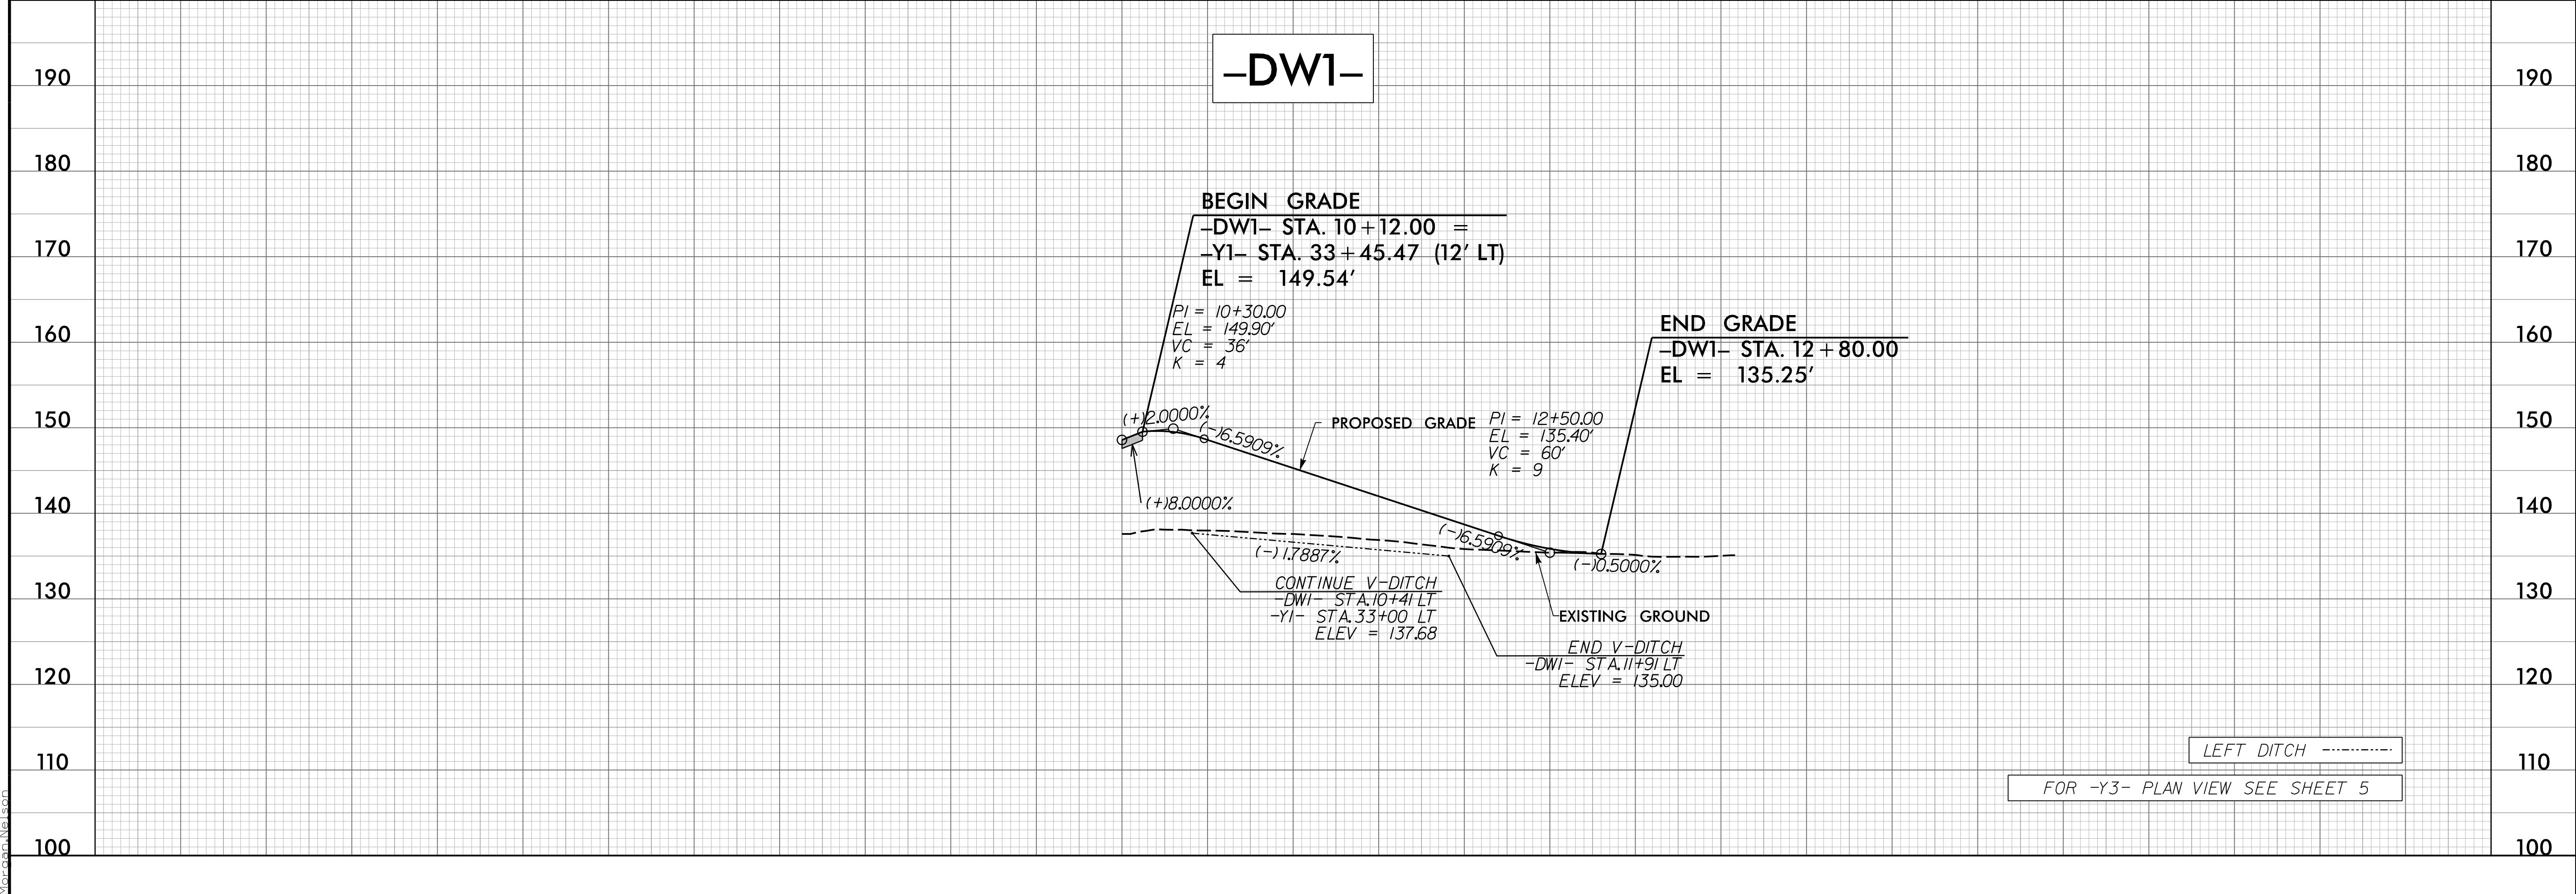 –DW1–
190
190
180
180
170
170
160
160
150
150
140
140
130
130
120
120
110
110
100
100
BEGIN GRADE
–DW1– STA. 10+12.00 =
–Y1– STA. 33+45.47 (12' LT)
EL = 149.54'
PI = 10+30.00
EL = 149.90'
VC = 36'
K = 4
END GRADE
–DW1– STA. 12+80.00
EL = 135.25'
(+)2.0000%
(-)6.5909%
PROPOSED GRADE
PI = 12+50.00
EL = 135.40'
VC = 60'
K = 9
(+)8.0000%
(-)6.5909%
(-)1.7887%
(-)0.5000%
CONTINUE V-DITCH
-DW1- STA.10+41 LT
-Y1- STA.33+00 LT
ELEV = 137.68
EXISTING GROUND
END V-DITCH
-DW1- STA.11+91 LT
ELEV = 135.00
LEFT DITCH
FOR -Y3- PLAN VIEW SEE SHEET 5
Morgan.Nelson